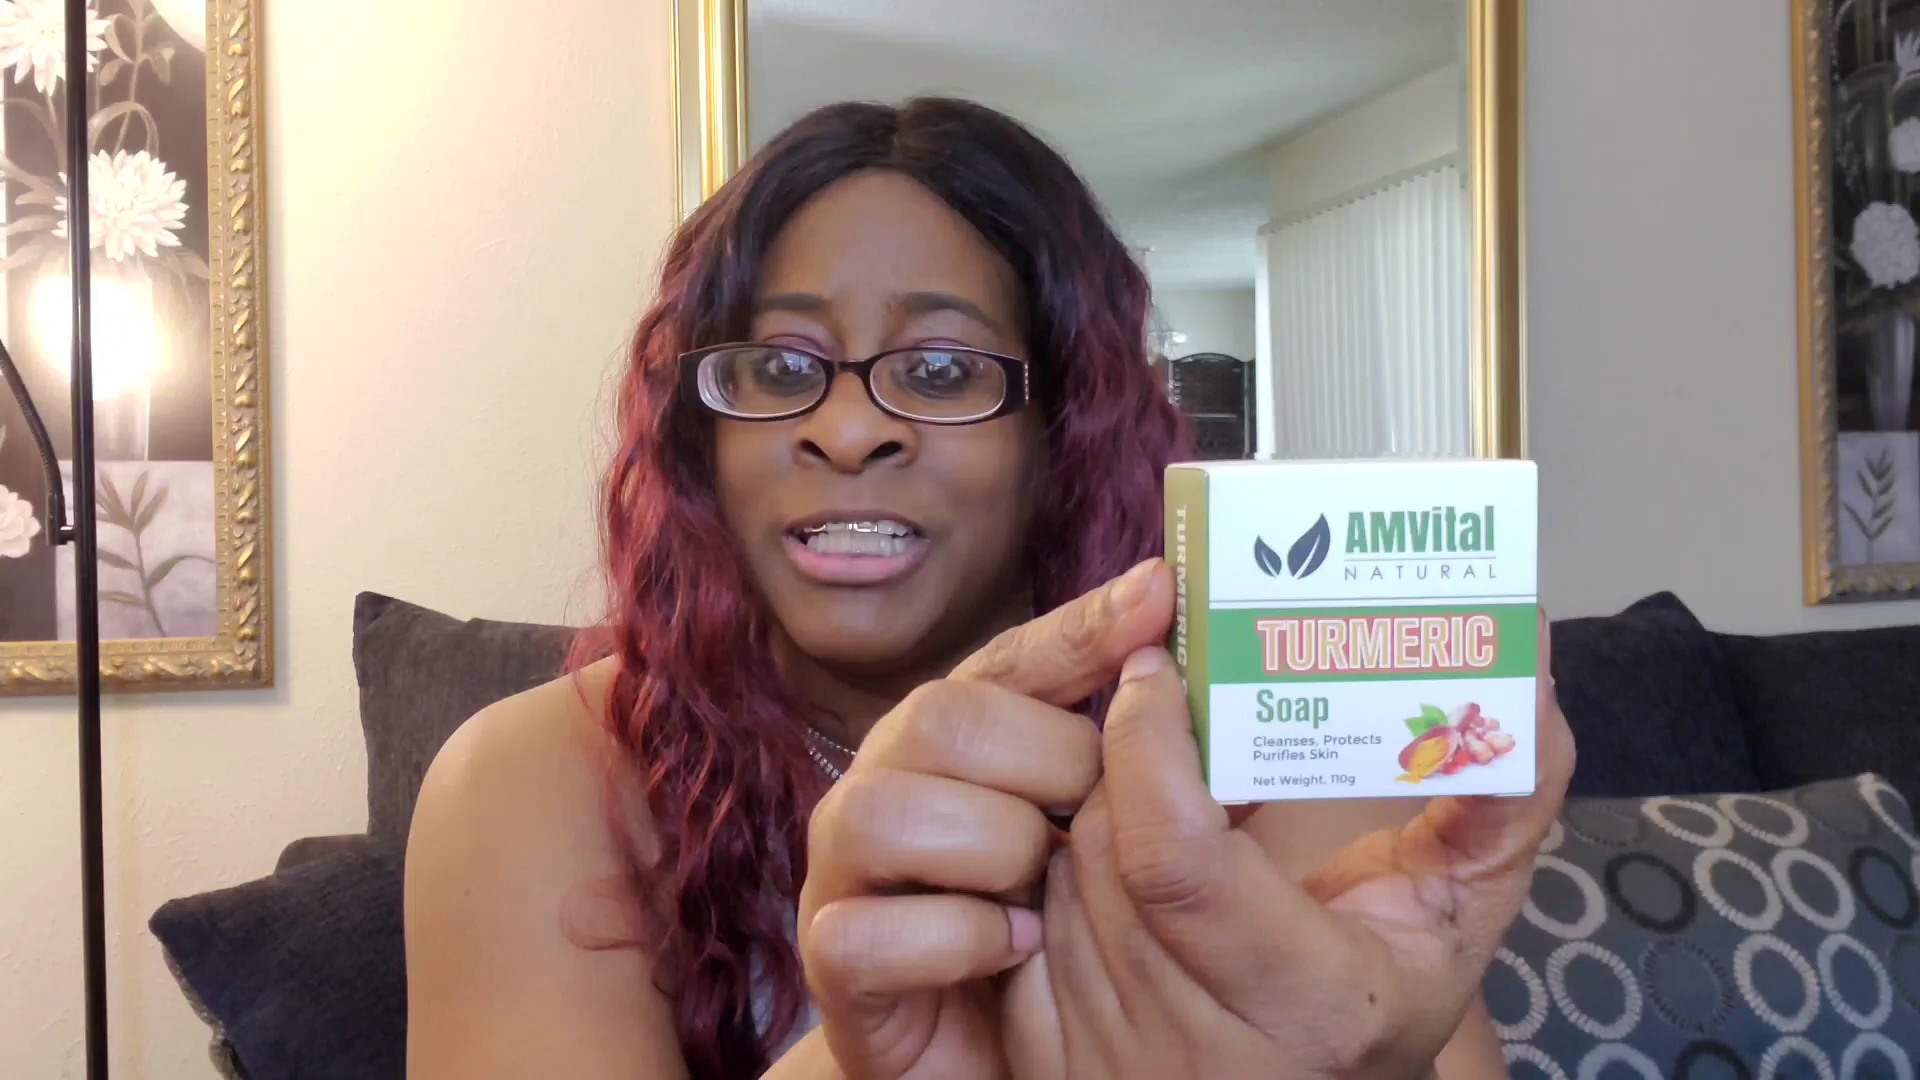 AMVital
NATURAL
TURMERIC
Soap
Cleanses, Protects
Purifies Skin
Net Weight. 110g
TURMERIC